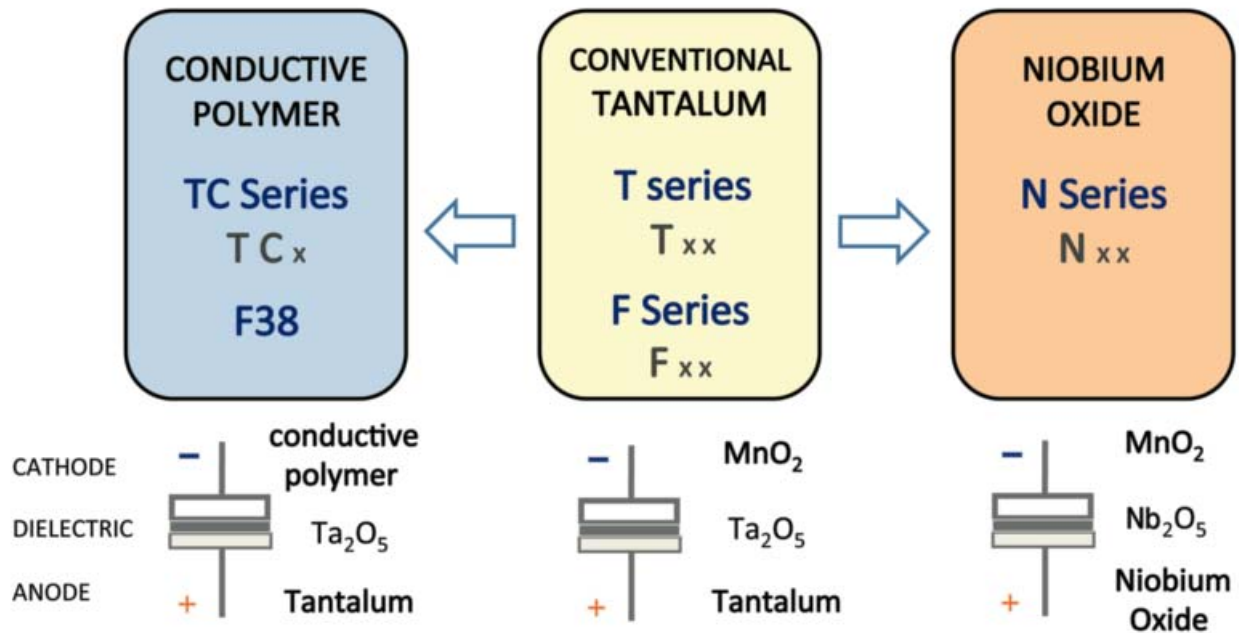 CONDUCTIVE
POLYMER
TC Series
T C x
F38
CONVENTIONAL
TANTALUM
T series
T x x
F Series
F x x
NIOBIUM
OXIDE
N Series
N x x
CATHODE
DIELECTRIC
ANODE
−
conductive
polymer
Ta₂O₅
+
Tantalum
−
MnO₂
Ta₂O₅
+
Tantalum
−
MnO₂
Nb₂O₅
+
Niobium
Oxide